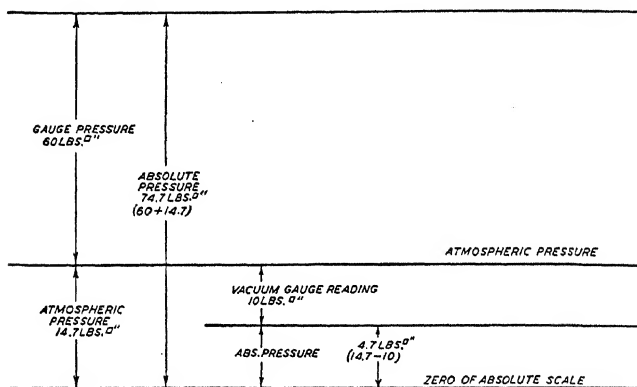 GAUGE PRESSURE
60 LBS.□"
ABSOLUTE
PRESSURE
74.7 LBS.□"
(60+14.7)
ATMOSPHERIC PRESSURE
VACUUM GAUGE READING
10 LBS.□"
ATMOSPHERIC
PRESSURE
14.7 LBS.□"
4.7 LBS.□"
(14.7-10)
ABS. PRESSURE
ZERO OF ABSOLUTE SCALE